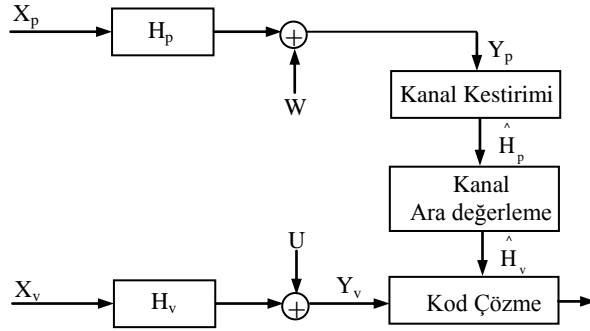 X_p
H_p
Y_p
W
Kanal Kestirimi
Ĥ_p
Kanal
Ara değerleme
U
Ĥ_v
X_v
H_v
Y_v
Kod Çözme